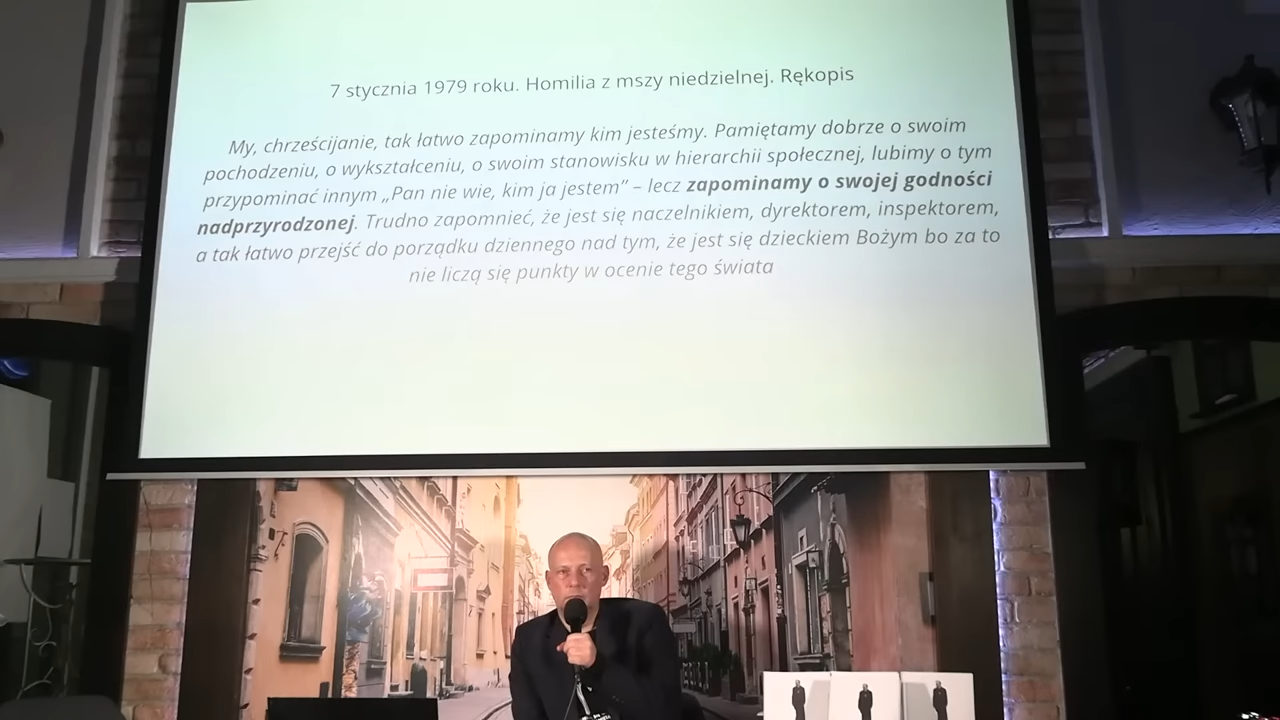 7 stycznia 1979 roku. Homilia z mszy niedzielnej. Rękopis
My, chrześcijanie, tak łatwo zapominamy kim jesteśmy. Pamiętamy dobrze o swoim
pochodzeniu, o wykształceniu, o swoim stanowisku w hierarchii społecznej, lubimy o tym
przypominać innym „Pan nie wie, kim ja jestem” – lecz zapominamy o swojej godności
nadprzyrodzonej. Trudno zapomnieć, że jest się naczelnikiem, dyrektorem, inspektorem,
a tak łatwo przejść do porządku dziennego nad tym, że jest się dzieckiem Bożym bo za to
nie liczą się punkty w ocenie tego świata